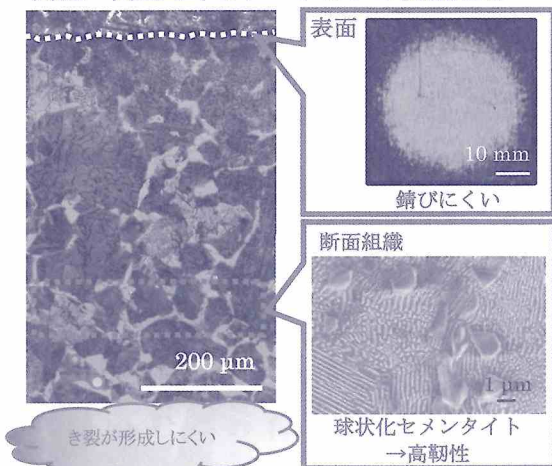 表面
10 mm
錆びにくい
断面組織
200 µm
1 µm
球状化セメンタイト
→高靭性
き裂が形成しにくい